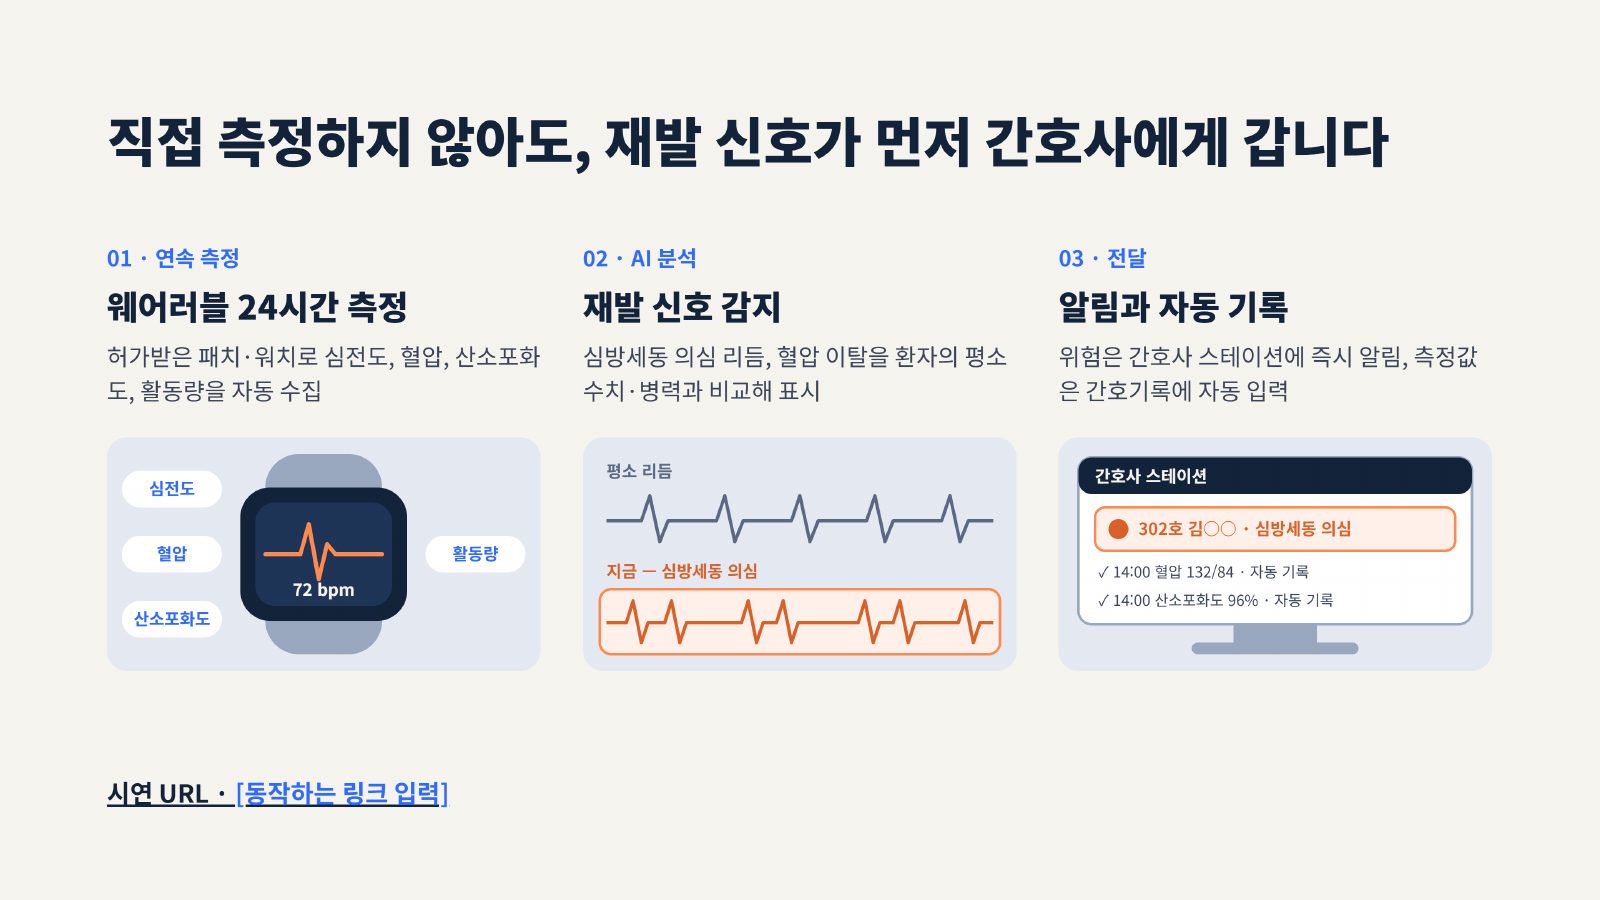 직접 측정하지 않아도, 재발 신호가 먼저 간호사에게 갑니다
01 · 연속 측정
웨어러블 24시간 측정
허가받은 패치·워치로 심전도, 혈압, 산소포화
도, 활동량을 자동 수집
심전도
혈압
산소포화도
72 bpm
활동량
02 · AI 분석
재발 신호 감지
심방세동 의심 리듬, 혈압 이탈을 환자의 평소
수치·병력과 비교해 표시
평소 리듬
지금 — 심방세동 의심
03 · 전달
알림과 자동 기록
위험은 간호사 스테이션에 즉시 알림, 측정값
은 간호기록에 자동 입력
간호사 스테이션
302호 김○○ · 심방세동 의심
✓ 14:00 혈압 132/84 · 자동 기록
✓ 14:00 산소포화도 96% · 자동 기록
시연 URL · [동작하는 링크 입력]